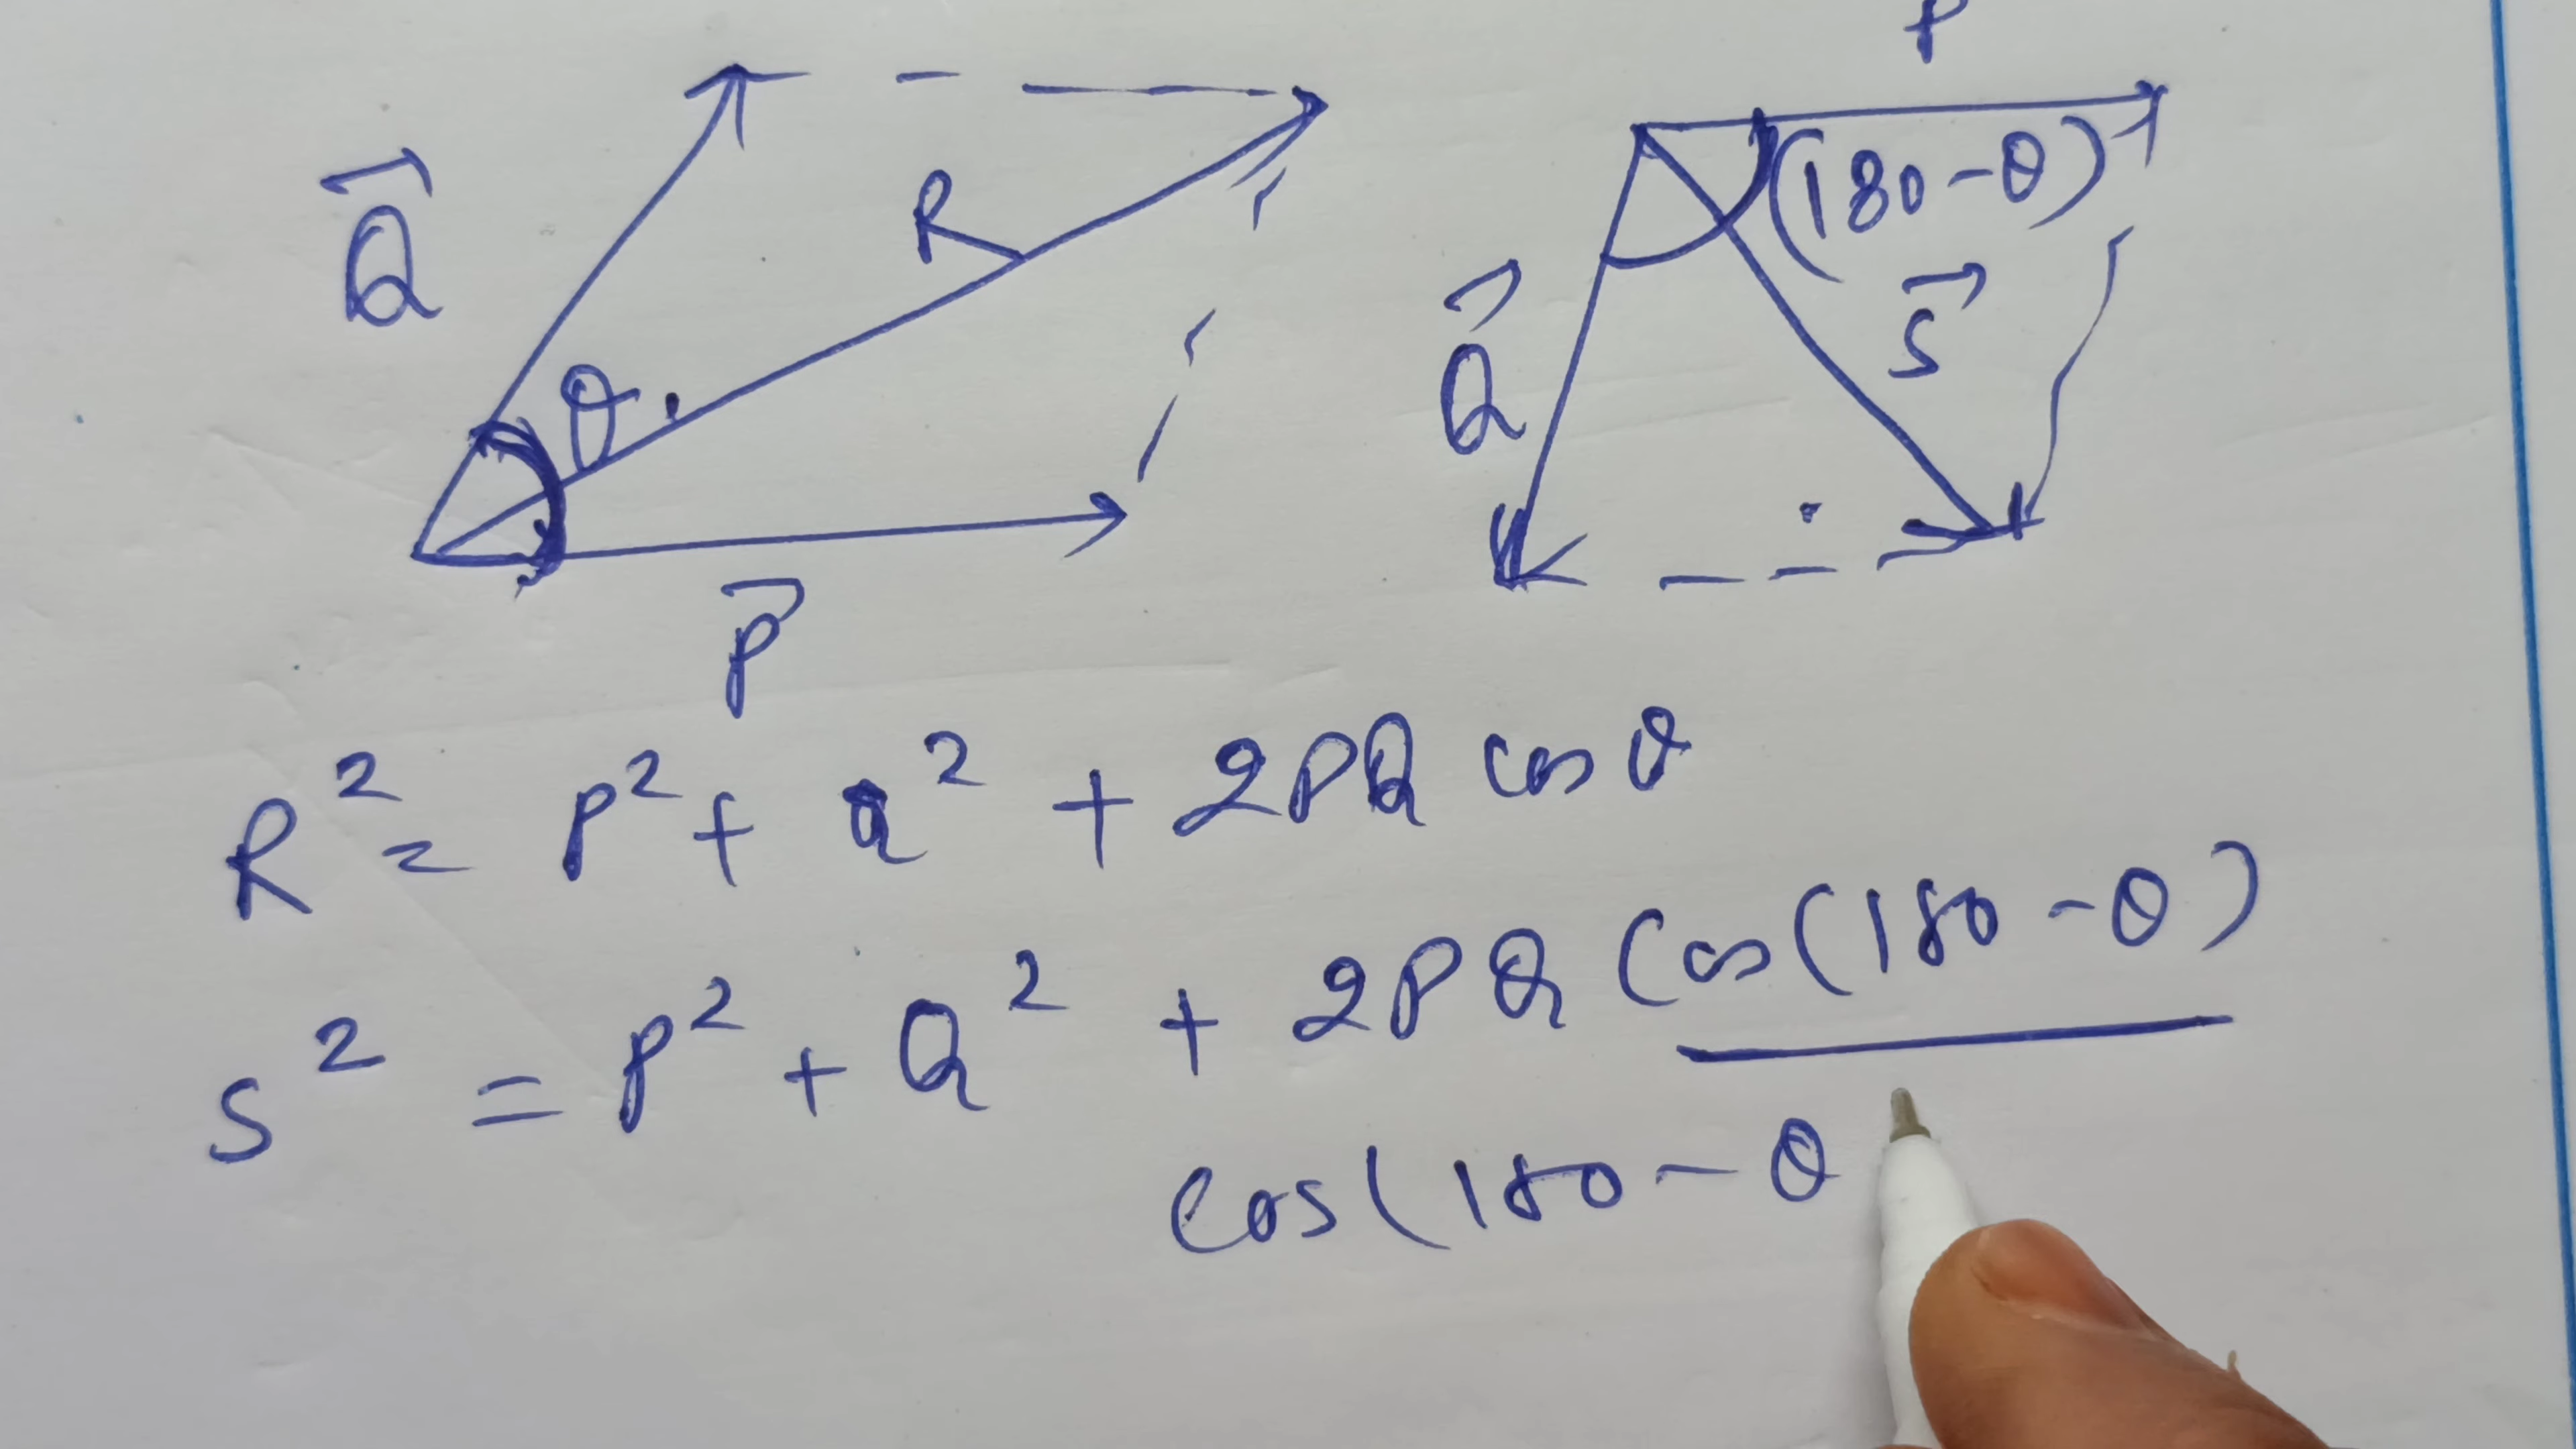 P
(180-θ)
Q⃗
R
S⃗
Q⃗
θ
P⃗
R² = P² + Q² + 2PQ cos θ
S² = P² + Q² + 2PQ Cos(180-θ)
Cos(180-θ